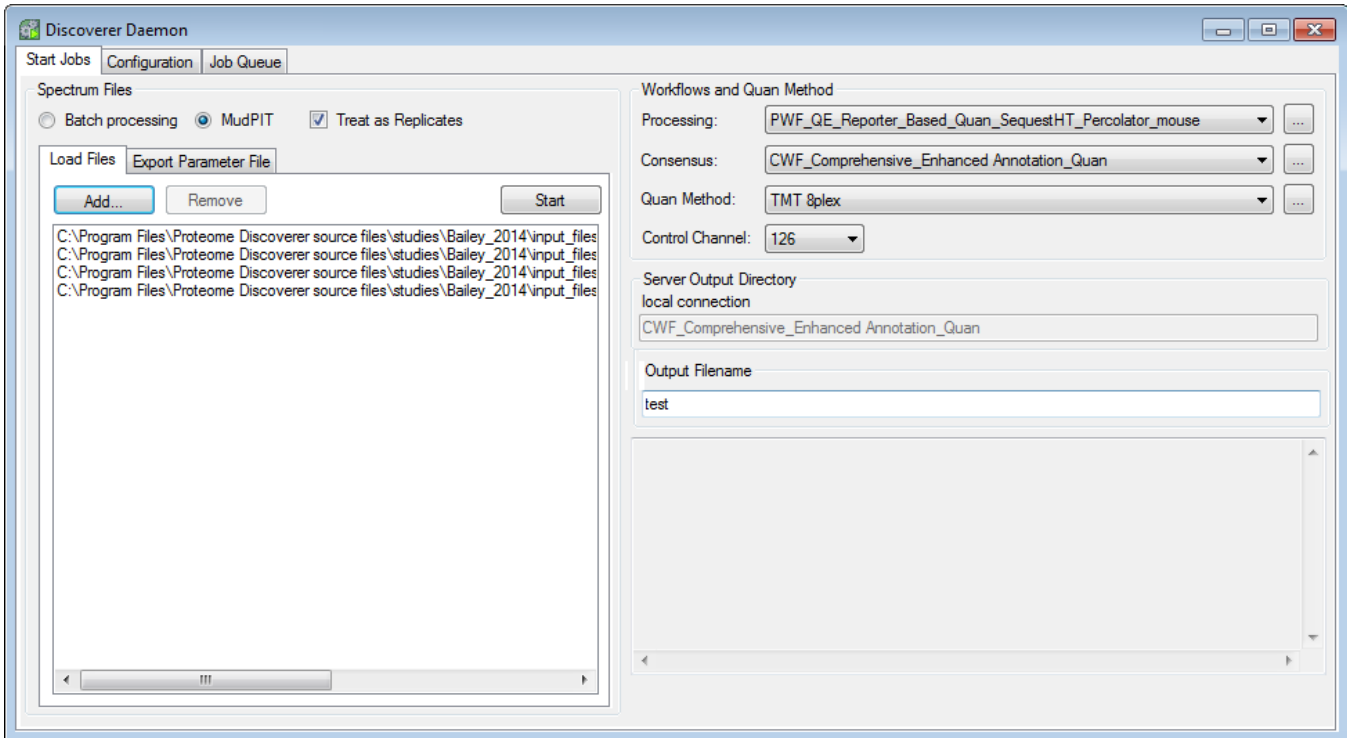 Discoverer Daemon
Start Jobs Configuration Job Queue
Spectrum Files
Batch processing MudPIT Treat as Replicates
Load Files Export Parameter File
Add... Remove Start
C:\Program Files\Proteome Discoverer source files\studies\Bailey_2014\input_files
C:\Program Files\Proteome Discoverer source files\studies\Bailey_2014\input_files
C:\Program Files\Proteome Discoverer source files\studies\Bailey_2014\input_files
C:\Program Files\Proteome Discoverer source files\studies\Bailey_2014\input_files
Workflows and Quan Method
Processing: PWF_QE_Reporter_Based_Quan_SequestHT_Percolator_mouse ...
Consensus: CWF_Comprehensive_Enhanced Annotation_Quan ...
Quan Method: TMT 8plex ...
Control Channel: 126
Server Output Directory
local connection
CWF_Comprehensive_Enhanced Annotation_Quan
Output Filename
test